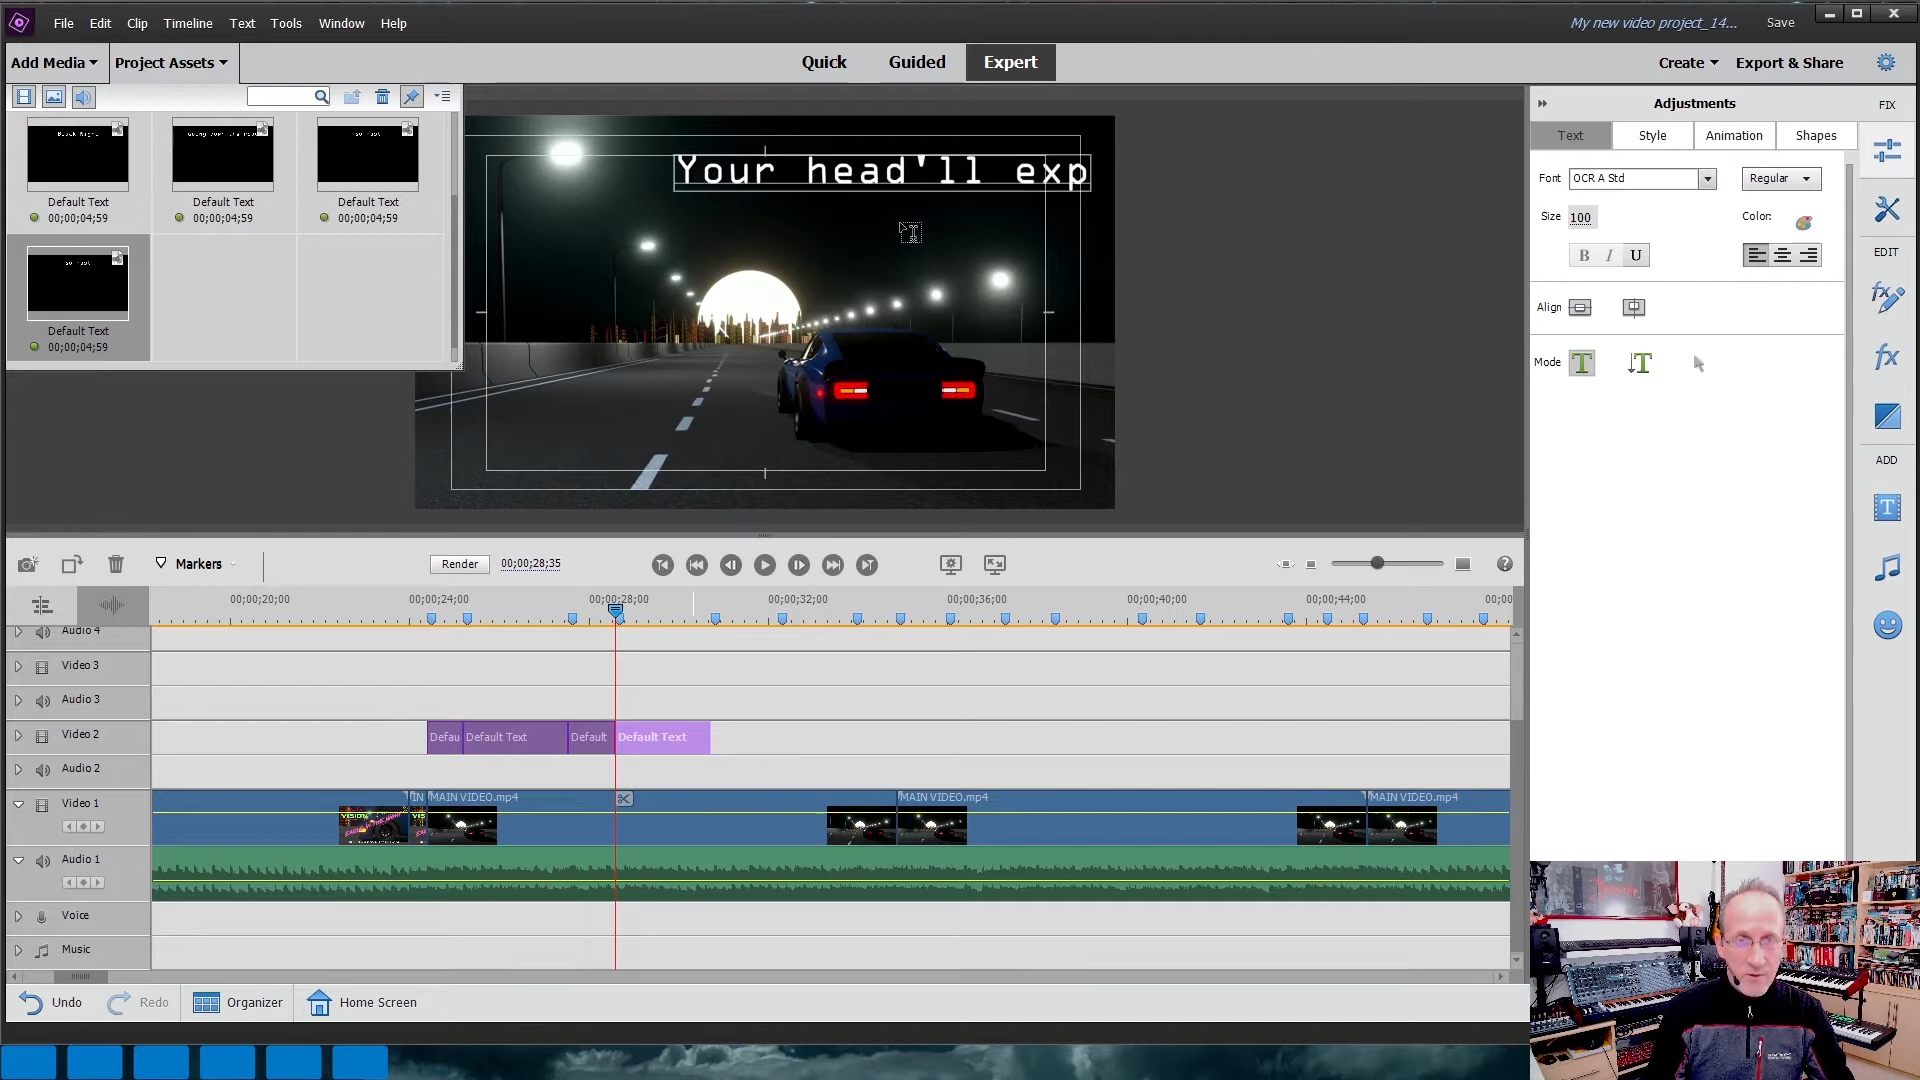 File Edit Clip Timeline Text Tools Window Help
My new video project_14... Save
Add Media Project Assets
Quick Guided Expert
Create Export & Share
Adjustments FIX
Text Style Animation Shapes
Font OCR A Std Regular
Size 100 Color:
B I U
Align
Mode T T
EDIT
ADD
Default Text Default Text Default Text
00;00;04;59 00;00;04;59 00;00;04;59
Default Text
00;00;04;59
Your head'll exp
Markers Render 00;00;28;35
00;00;20;00 00;00;24;00 00;00;28;00 00;00;32;00 00;00;36;00 00;00;40;00 00;00;44;00 00;00
Audio 4
Video 3
Audio 3
Video 2 Defau Default Text Default Default Text
Audio 2
Video 1 IN MAIN VIDEO.mp4 MAIN VIDEO.mp4 MAIN VIDEO.mp4
Audio 1
Voice
Music
Undo Redo Organizer Home Screen